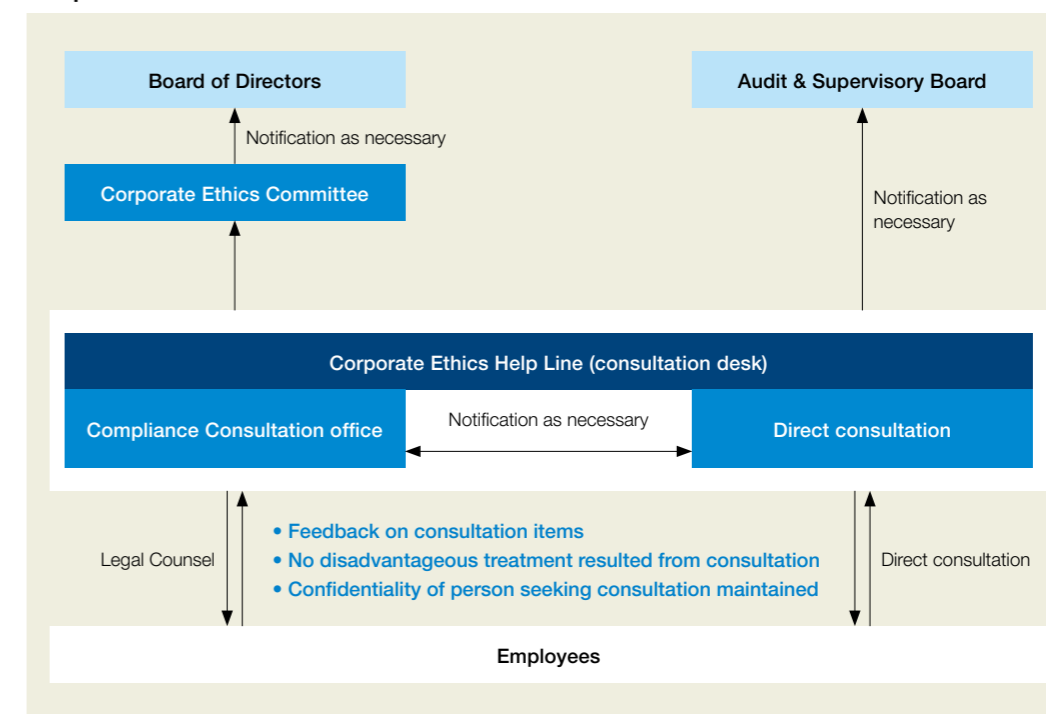 Board of Directors
Audit & Supervisory Board
Notification as necessary
Corporate Ethics Committee
Notification as
necessary
Corporate Ethics Help Line (consultation desk)
Compliance Consultation office
Notification as necessary
Direct consultation
Legal Counsel
• Feedback on consultation items
• No disadvantageous treatment resulted from consultation
• Confidentiality of person seeking consultation maintained
Direct consultation
Employees